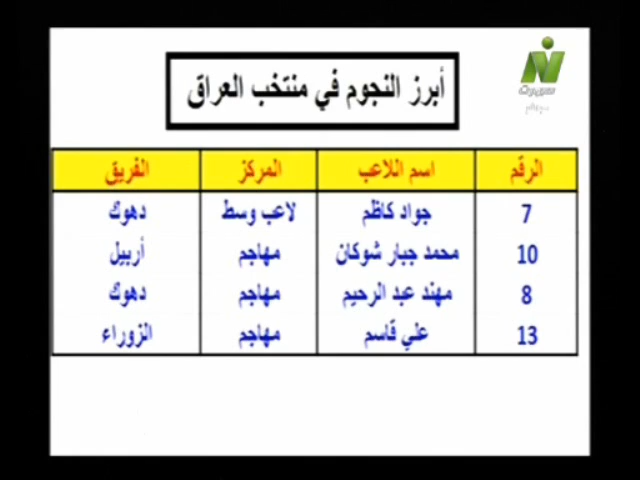 أبرز النجوم في منتخب العراق
سبورت
الرقم اسم اللاعب المركز الفريق
7 جواد كاظم لاعب وسط دهوك
10 محمد جبار شوكان مهاجم أربيل
8 مهند عبد الرحيم مهاجم دهوك
13 علي قاسم مهاجم الزوراء